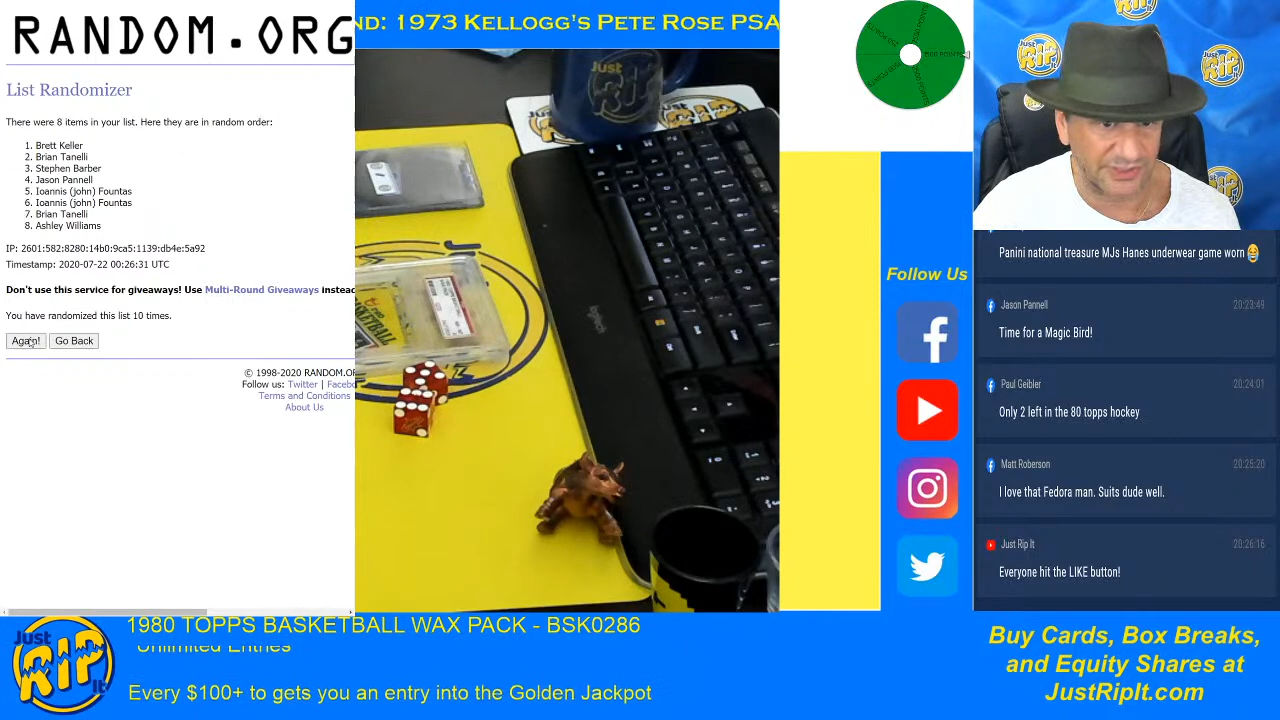 RANDOM.ORG
List Randomizer
There were 8 items in your list. Here they are in random order:
1. Brett Keller
2. Brian Tanelli
3. Stephen Barber
4. Jason Pannell
5. Ioannis (john) Fountas
6. Ioannis (john) Fountas
7. Brian Tanelli
8. Ashley Williams
IP: 2601:582:8280:14b0:9ca5:1139:db4e:5a92
Timestamp: 2020-07-22 00:26:31 UTC
Don't use this service for giveaways! Use Multi-Round Giveaways instead
You have randomized this list 10 times.
Again! Go Back
© 1998-2020 RANDOM.OR
Follow us: Twitter | Facebo
Terms and Conditions
About Us
ND: 1973 KELLOGG'S PETE ROSE PSA
Just
RIP
BASKETBALL
logitech
Follow Us
Panini national treasure MJs Hanes underwear game worn 😂
Jason Pannell 20:23:49
Time for a Magic Bird!
Paul Geibler 20:24:01
Only 2 left in the 80 topps hockey
Matt Roberson 20:25:20
I love that Fedora man. Suits dude well.
Just Rip It 20:26:16
Everyone hit the LIKE button!
Just
RIP
It
1980 TOPPS BASKETBALL WAX PACK - BSK0286
Unlimited Entries
Every $100+ to gets you an entry into the Golden Jackpot
Buy Cards, Box Breaks,
and Equity Shares at
JustRipIt.com